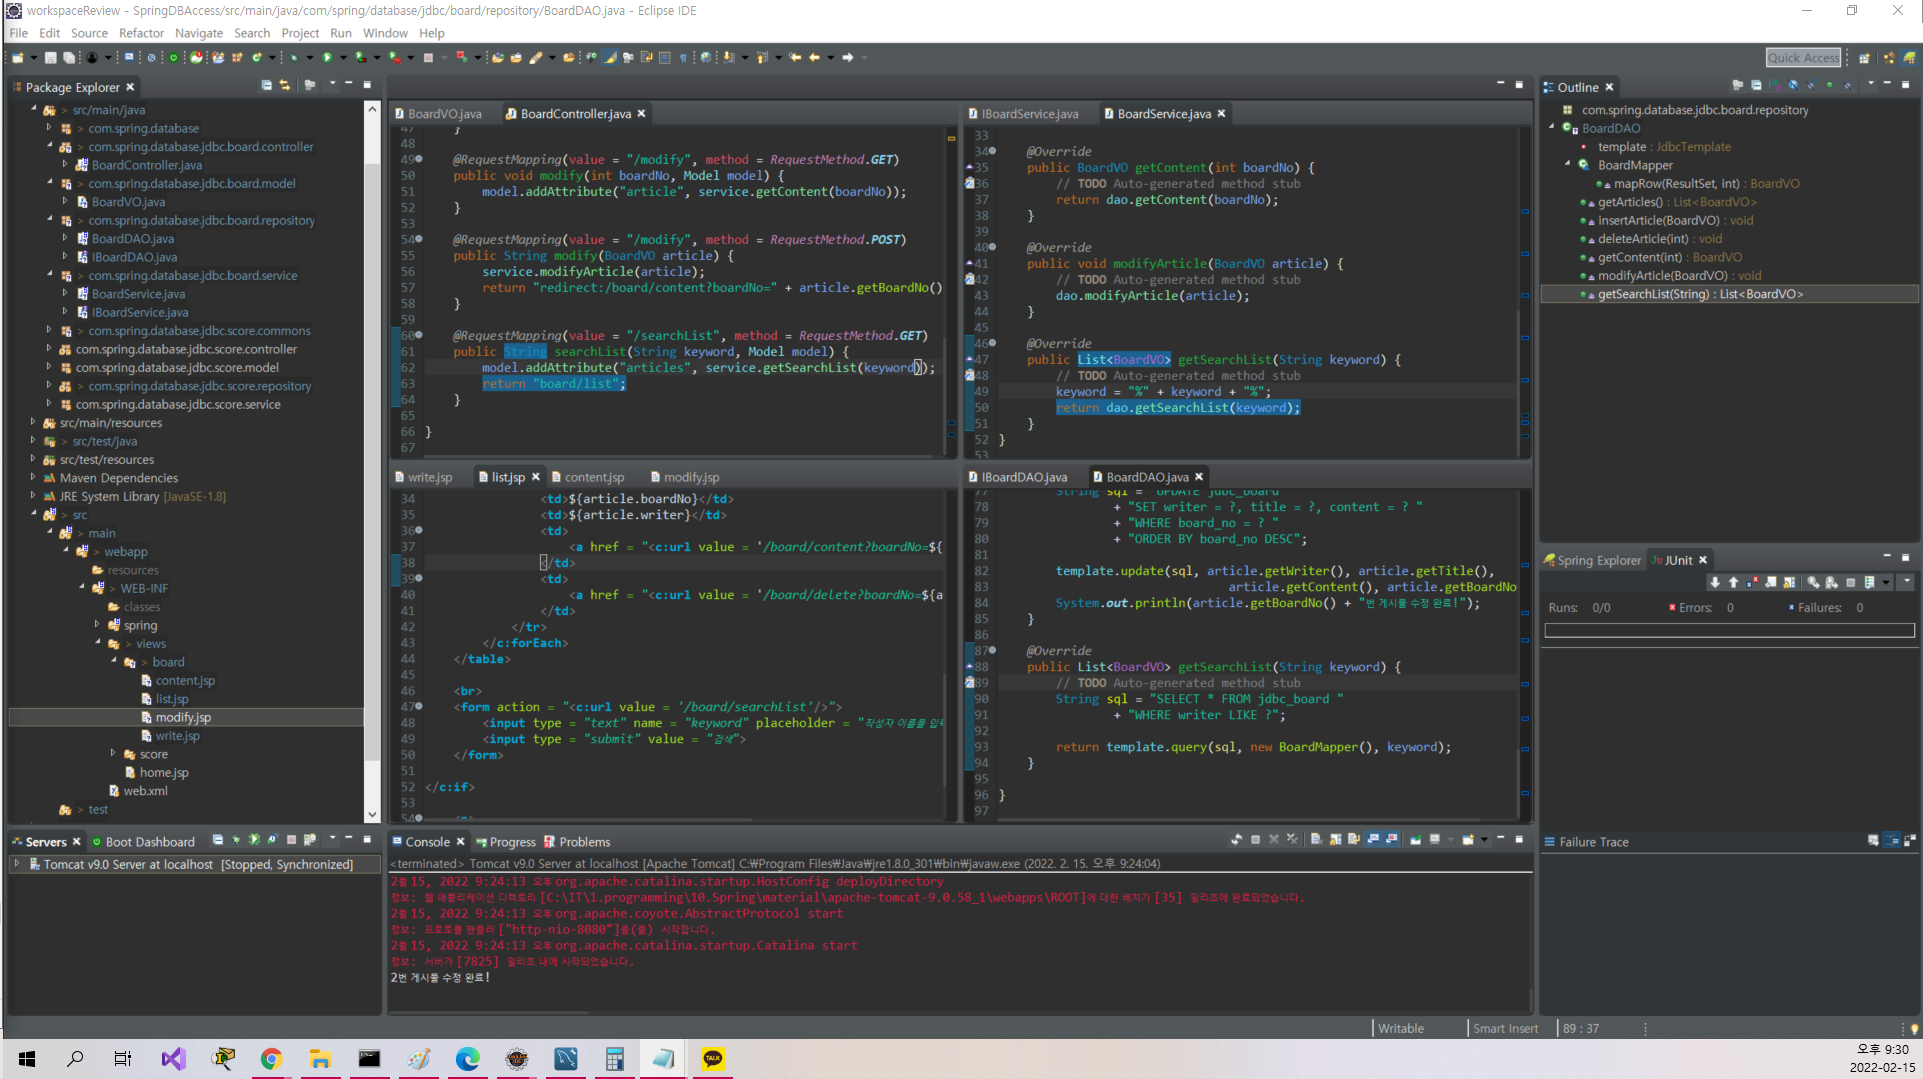 workspaceReview - SpringDBAccess/src/main/java/com/spring/database/jdbc/board/repository/BoardDAO.java - Eclipse IDE
File Edit Source Refactor Navigate Search Project Run Window Help
Quick Access
Package Explorer
> src/main/java
> com.spring.database
> com.spring.database.jdbc.board.controller
> BoardController.java
> com.spring.database.jdbc.board.model
> BoardVO.java
> com.spring.database.jdbc.board.repository
> BoardDAO.java
> IBoardDAO.java
> com.spring.database.jdbc.board.service
> BoardService.java
> IBoardService.java
> com.spring.database.jdbc.score.commons
com.spring.database.jdbc.score.controller
com.spring.database.jdbc.score.model
> com.spring.database.jdbc.score.repository
com.spring.database.jdbc.score.service
src/main/resources
> src/test/java
src/test/resources
Maven Dependencies
JRE System Library [JavaSE-1.8]
> src
> main
> webapp
resources
> WEB-INF
classes
spring
> views
> board
content.jsp
list.jsp
modify.jsp
write.jsp
score
home.jsp
web.xml
> test
BoardVO.java BoardController.java
47 }
48
49 @RequestMapping(value = "/modify", method = RequestMethod.GET)
50 public void modify(int boardNo, Model model) {
51 model.addAttribute("article", service.getContent(boardNo));
52 }
53
54 @RequestMapping(value = "/modify", method = RequestMethod.POST)
55 public String modify(BoardVO article) {
56 service.modifyArticle(article);
57 return "redirect:/board/content?boardNo=" + article.getBoardNo()
58 }
59
60 @RequestMapping(value = "/searchList", method = RequestMethod.GET)
61 public String searchList(String keyword, Model model) {
62 model.addAttribute("articles", service.getSearchList(keyword));
63 return "board/list";
64 }
65
66 }
67
IBoardService.java BoardService.java
33
34 @Override
35 public BoardVO getContent(int boardNo) {
36 // TODO Auto-generated method stub
37 return dao.getContent(boardNo);
38 }
39
40 @Override
41 public void modifyArticle(BoardVO article) {
42 // TODO Auto-generated method stub
43 dao.modifyArticle(article);
44 }
45
46 @Override
47 public List<BoardVO> getSearchList(String keyword) {
48 // TODO Auto-generated method stub
49 keyword = "%" + keyword + "%";
50 return dao.getSearchList(keyword);
51 }
52 }
53
write.jsp list.jsp content.jsp modify.jsp
34 <td>${article.boardNo}</td>
35 <td>${article.writer}</td>
36 <td>
37 <a href = "<c:url value = '/board/content?boardNo=${
38 </td>
39 <td>
40 <a href = "<c:url value = '/board/delete?boardNo=${a
41 </td>
42 </tr>
43 </c:forEach>
44 </table>
45
46 <br>
47 <form action = "<c:url value = '/board/searchList'/>">
48 <input type = "text" name = "keyword" placeholder = "작성자 이름을 입력
49 <input type = "submit" value = "검색">
50 </form>
51
52 </c:if>
53
54
IBoardDAO.java BoardDAO.java
77 String sql = "UPDATE jdbc_board "
78 + "SET writer = ?, title = ?, content = ? "
79 + "WHERE board_no = ? "
80 + "ORDER BY board_no DESC";
81
82 template.update(sql, article.getWriter(), article.getTitle(),
83 article.getContent(), article.getBoardNo
84 System.out.println(article.getBoardNo() + "번 게시물 수정 완료!");
85 }
86
87 @Override
88 public List<BoardVO> getSearchList(String keyword) {
89 // TODO Auto-generated method stub
90 String sql = "SELECT * FROM jdbc_board "
91 + "WHERE writer LIKE ?";
92
93 return template.query(sql, new BoardMapper(), keyword);
94 }
95
96 }
97
Outline
com.spring.database.jdbc.board.repository
BoardDAO
template : JdbcTemplate
BoardMapper
mapRow(ResultSet, int) : BoardVO
getArticles() : List<BoardVO>
insertArticle(BoardVO) : void
deleteArticle(int) : void
getContent(int) : BoardVO
modifyArticle(BoardVO) : void
getSearchList(String) : List<BoardVO>
Spring Explorer JUnit
Runs: 0/0 Errors: 0 Failures: 0
Failure Trace
Servers Boot Dashboard
Tomcat v9.0 Server at localhost [Stopped, Synchronized]
Console Progress Problems
<terminated> Tomcat v9.0 Server at localhost [Apache Tomcat] C:₩Program Files₩Java₩jre1.8.0_301₩bin₩javaw.exe (2022. 2. 15. 오후 9:24:04)
2월 15, 2022 9:24:13 오후 org.apache.catalina.startup.HostConfig deployDirectory
정보: 웹 애플리케이션 디렉토리 [C:\IT\1.programming\10.Spring\material\apache-tomcat-9.0.58_1\webapps\ROOT]에 대한 배치가 [35] 밀리초에 완료되었습니다.
2월 15, 2022 9:24:13 오후 org.apache.coyote.AbstractProtocol start
정보: 프로토콜 핸들러 ["http-nio-8080"]을(를) 시작합니다.
2월 15, 2022 9:24:13 오후 org.apache.catalina.startup.Catalina start
정보: 서버가 [7825] 밀리초 내에 시작되었습니다.
2번 게시물 수정 완료!
Writable Smart Insert 89 : 37
TALK
오후 9:30
2022-02-15